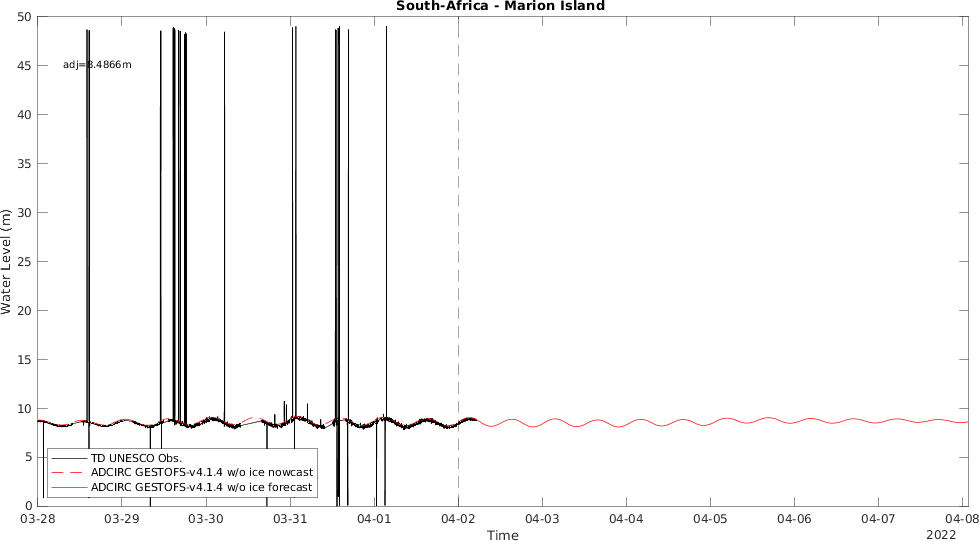 South-Africa - Marion Island
50
45
40
35
30
25
20
15
10
5
0
Water Level (m)
adj=8.4866m
TD UNESCO Obs.
ADCIRC GESTOFS-v4.1.4 w/o ice nowcast
ADCIRC GESTOFS-v4.1.4 w/o ice forecast
03-28 03-29 03-30 03-31 04-01 04-02 04-03 04-04 04-05 04-06 04-07 04-08
Time
2022